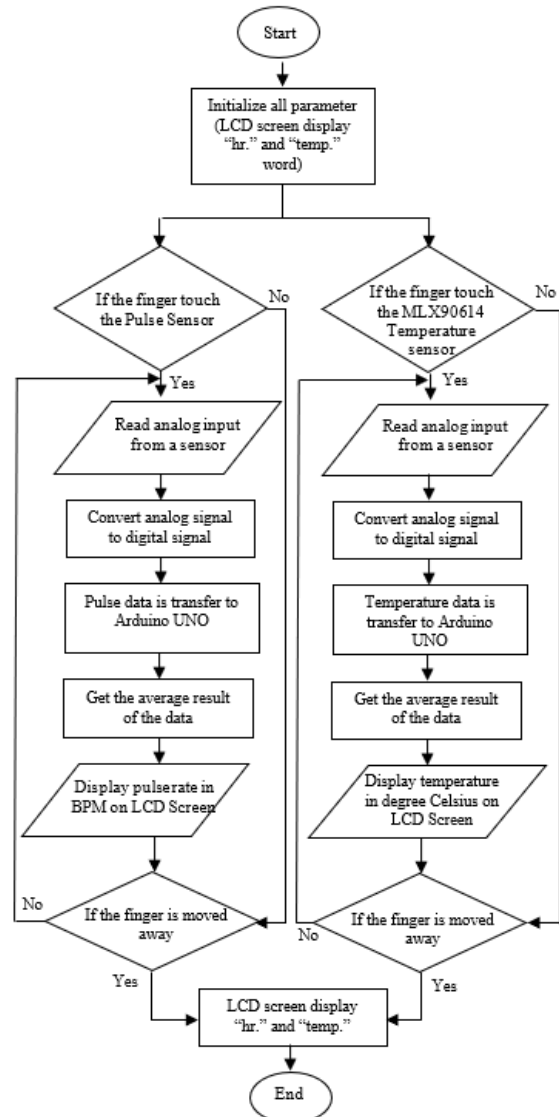 Start
Initialize all parameter
(LCD screen display
“hr.” and “temp.”
word)
If the finger touch
the Pulse Sensor
No
Yes
Read analog input
from a sensor
Convert analog signal
to digital signal
Pulse data is transfer to
Arduino UNO
Get the average result
of the data
Display pulse rate in
BPM on LCD Screen
If the finger is moved
away
No
Yes
If the finger touch
the MLX90614
Temperature
sensor
No
Yes
Read analog input
from a sensor
Convert analog signal
to digital signal
Temperature data is
transfer to Arduino
UNO
Get the average result
of the data
Display temperature
in degree Celsius on
LCD Screen
If the finger is moved
away
No
Yes
LCD screen display
“hr.” and “temp.”
End